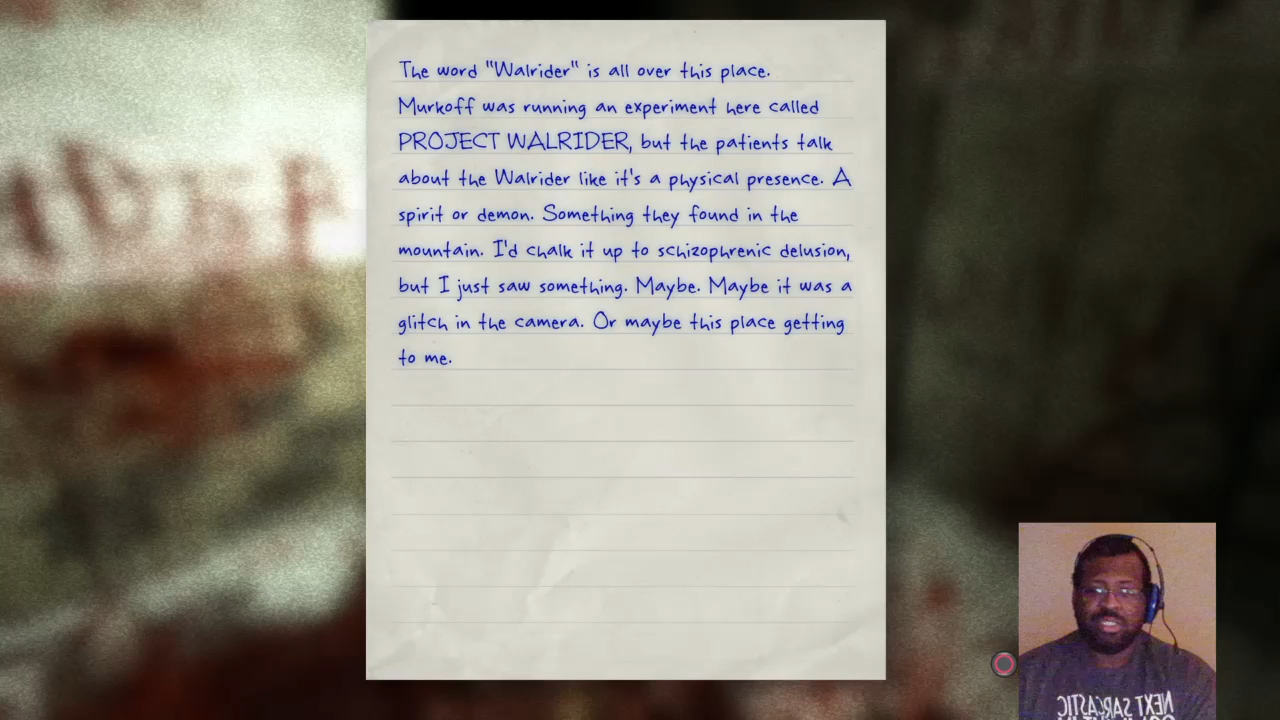 The word "Walrider" is all over this place.
Murkoff was running an experiment here called
PROJECT WALRIDER, but the patients talk
about the Walrider like it's a physical presence. A
spirit or demon. Something they found in the
mountain. I'd chalk it up to schizophrenic delusion,
but I just saw something. Maybe. Maybe it was a
glitch in the camera. Or maybe this place getting
to me.
NEXT SARCASTIC